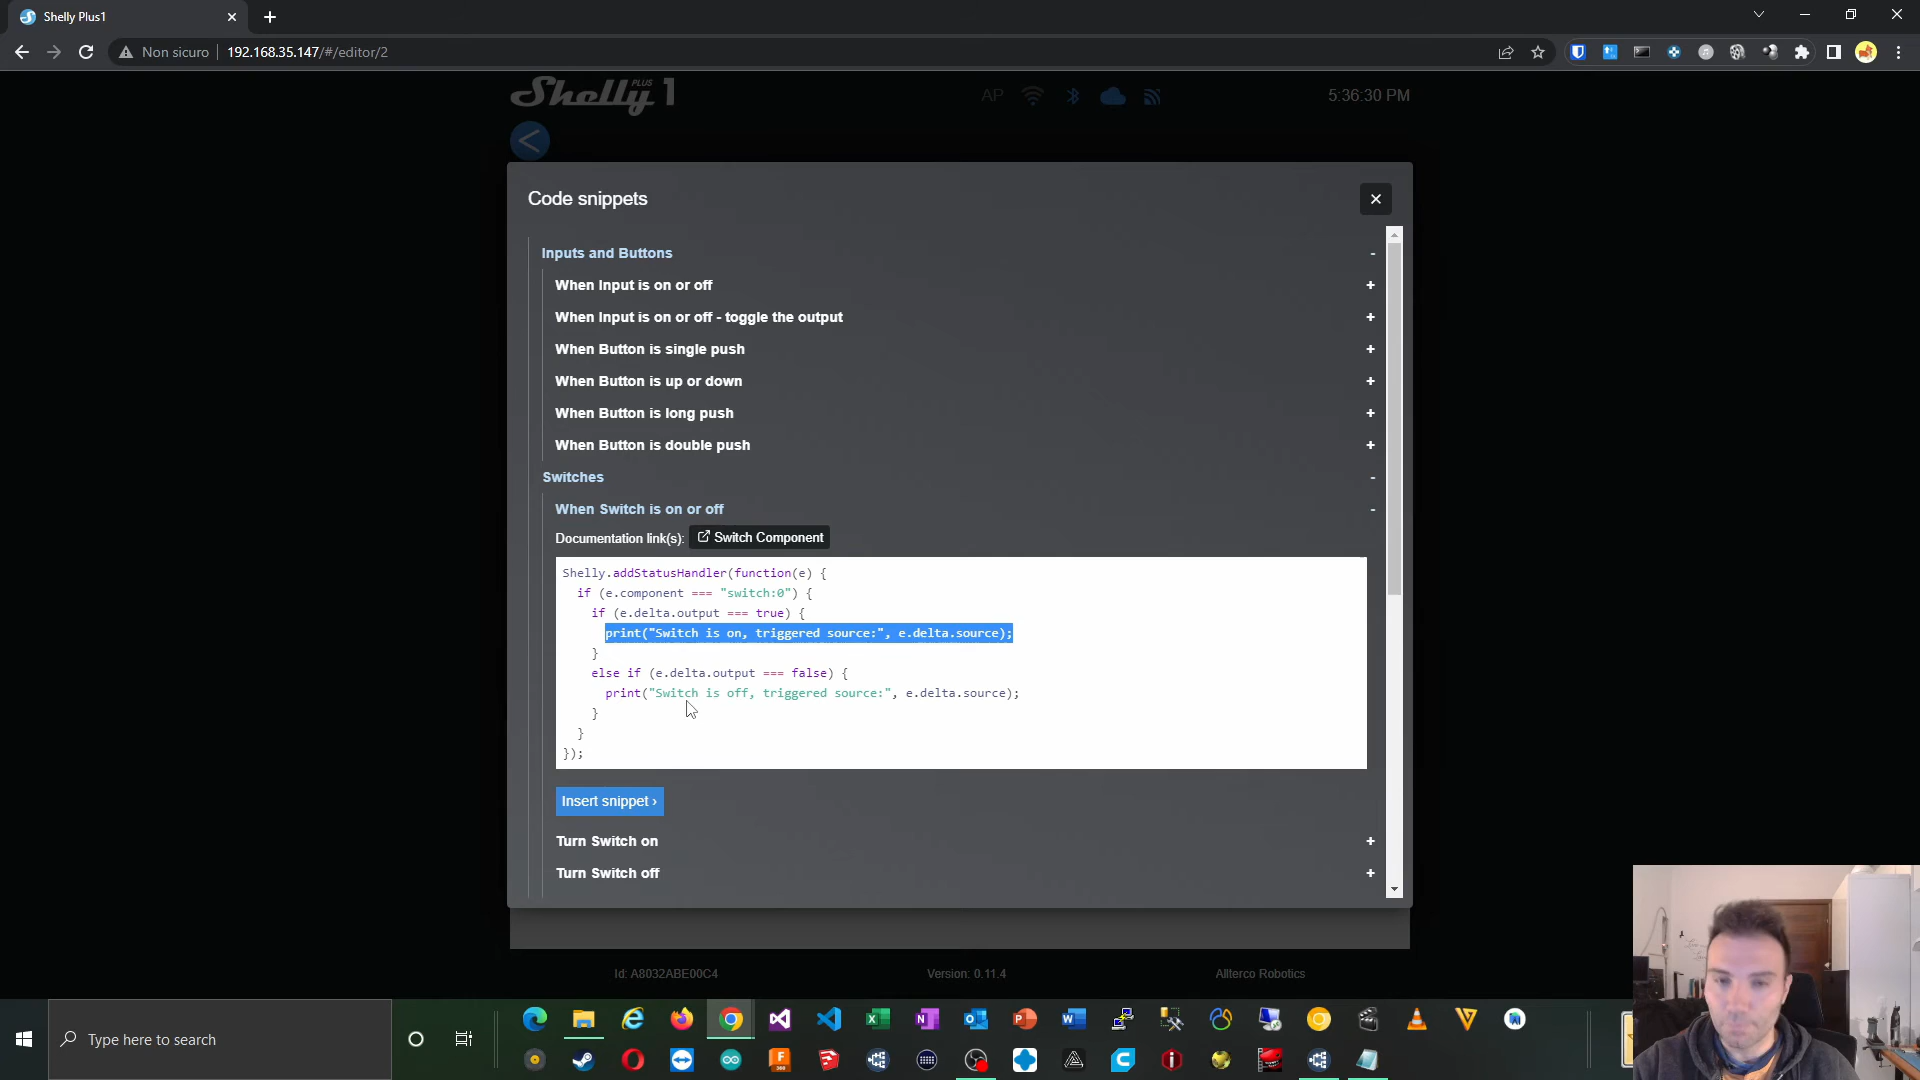 Shelly Plus1
Non sicuro
192.168.35.147/#/editor/2
Shelly PLUS 1
AP
5:36:30 PM
Code snippets
Inputs and Buttons -
When Input is on or off +
When Input is on or off - toggle the output +
When Button is single push +
When Button is up or down +
When Button is long push +
When Button is double push +
Switches -
When Switch is on or off -
Documentation link(s): Switch Component
Shelly.addStatusHandler(function(e) {
if (e.component === "switch:0") {
if (e.delta.output === true) {
print("Switch is on, triggered source:", e.delta.source);
}
else if (e.delta.output === false) {
print("Switch is off, triggered source:", e.delta.source);
}
}
});
Insert snippet ›
Turn Switch on +
Turn Switch off +
Id: A8032ABE00C4
Version: 0.11.4
Allterco Robotics
Type here to search